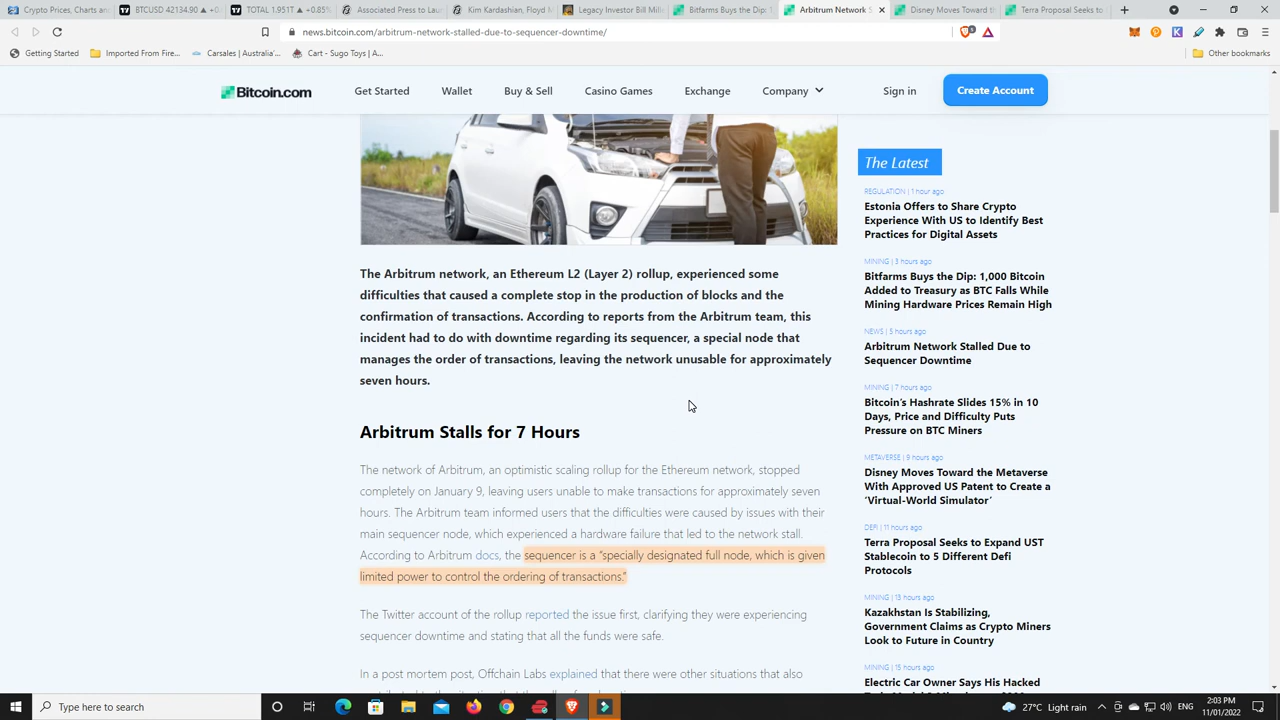 Crypto Prices, Charts and
BTCUSD 42134.90 ▲ +0.
TOTAL 1.951T ▲ +0.85%
Associated Press to Lau
Kim Kardashian, Floyd M
Legacy Investor Bill Mill
Bitfarms Buys the Dip: 1
Arbitrum Network S
Disney Moves Toward th
Terra Proposal Seeks to
news.bitcoin.com/arbitrum-network-stalled-due-to-sequencer-downtime/
Getting Started
Imported From Fire...
Carsales | Australia'...
Cart - Sugo Toys | A...
Other bookmarks
Bitcoin.com
Get Started
Wallet
Buy & Sell
Casino Games
Exchange
Company
Sign in
Create Account
The Arbitrum network, an Ethereum L2 (Layer 2) rollup, experienced some
difficulties that caused a complete stop in the production of blocks and the
confirmation of transactions. According to reports from the Arbitrum team, this
incident had to do with downtime regarding its sequencer, a special node that
manages the order of transactions, leaving the network unusable for approximately
seven hours.
Arbitrum Stalls for 7 Hours
The network of Arbitrum, an optimistic scaling rollup for the Ethereum network, stopped
completely on January 9, leaving users unable to make transactions for approximately seven
hours. The Arbitrum team informed users that the difficulties were caused by issues with their
main sequencer node, which experienced a hardware failure that led to the network stall.
According to Arbitrum docs, the sequencer is a “specially designated full node, which is given
limited power to control the ordering of transactions.”
The Twitter account of the rollup reported the issue first, clarifying they were experiencing
sequencer downtime and stating that all the funds were safe.
In a post mortem post, Offchain Labs explained that there were other situations that also
The Latest
REGULATION | 1 hour ago
Estonia Offers to Share Crypto
Experience With US to Identify Best
Practices for Digital Assets
MINING | 3 hours ago
Bitfarms Buys the Dip: 1,000 Bitcoin
Added to Treasury as BTC Falls While
Mining Hardware Prices Remain High
NEWS | 5 hours ago
Arbitrum Network Stalled Due to
Sequencer Downtime
MINING | 7 hours ago
Bitcoin’s Hashrate Slides 15% in 10
Days, Price and Difficulty Puts
Pressure on BTC Miners
METAVERSE | 9 hours ago
Disney Moves Toward the Metaverse
With Approved US Patent to Create a
‘Virtual-World Simulator’
DEFI | 11 hours ago
Terra Proposal Seeks to Expand UST
Stablecoin to 5 Different Defi
Protocols
MINING | 13 hours ago
Kazakhstan Is Stabilizing,
Government Claims as Crypto Miners
Look to Future in Country
MINING | 15 hours ago
Electric Car Owner Says His Hacked
Type here to search
27°C Light rain
ENG
2:03 PM
11/01/2022